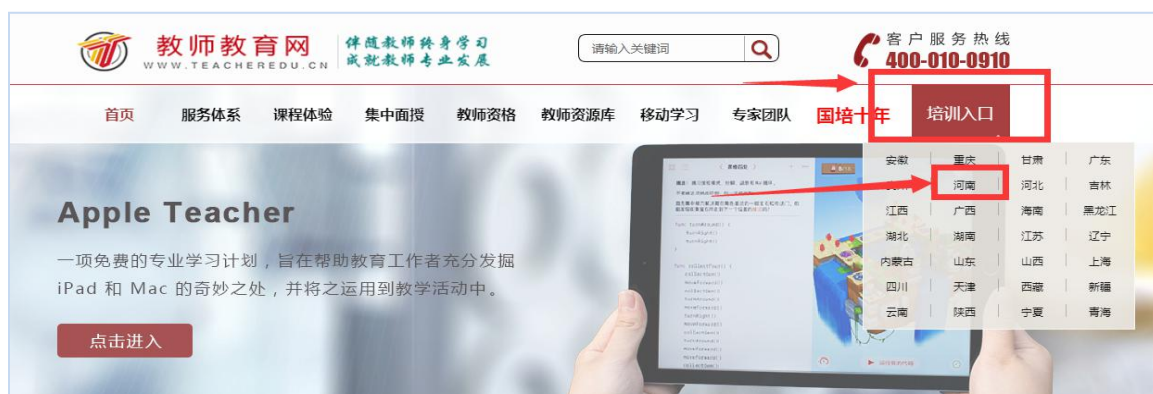 教师教育网
WWW.TEACHEREDU.CN
伴随教师终身学习
成就教师专业发展
请输入关键词
客户服务热线
400-010-0910
首页 服务体系 课程体验 集中面授 教师资格 教师资源库 移动学习 专家团队 国培十年 培训入口
安徽 重庆 甘肃 广东
河南 河北 吉林
江西 广西 海南 黑龙江
湖北 湖南 江苏 辽宁
内蒙古 山东 山西 上海
四川 天津 西藏 新疆
云南 陕西 宁夏 青海
Apple Teacher
一项免费的专业学习计划，旨在帮助教育工作者充分发掘
iPad 和 Mac 的奇妙之处，并将之运用到教学活动中。
点击进入